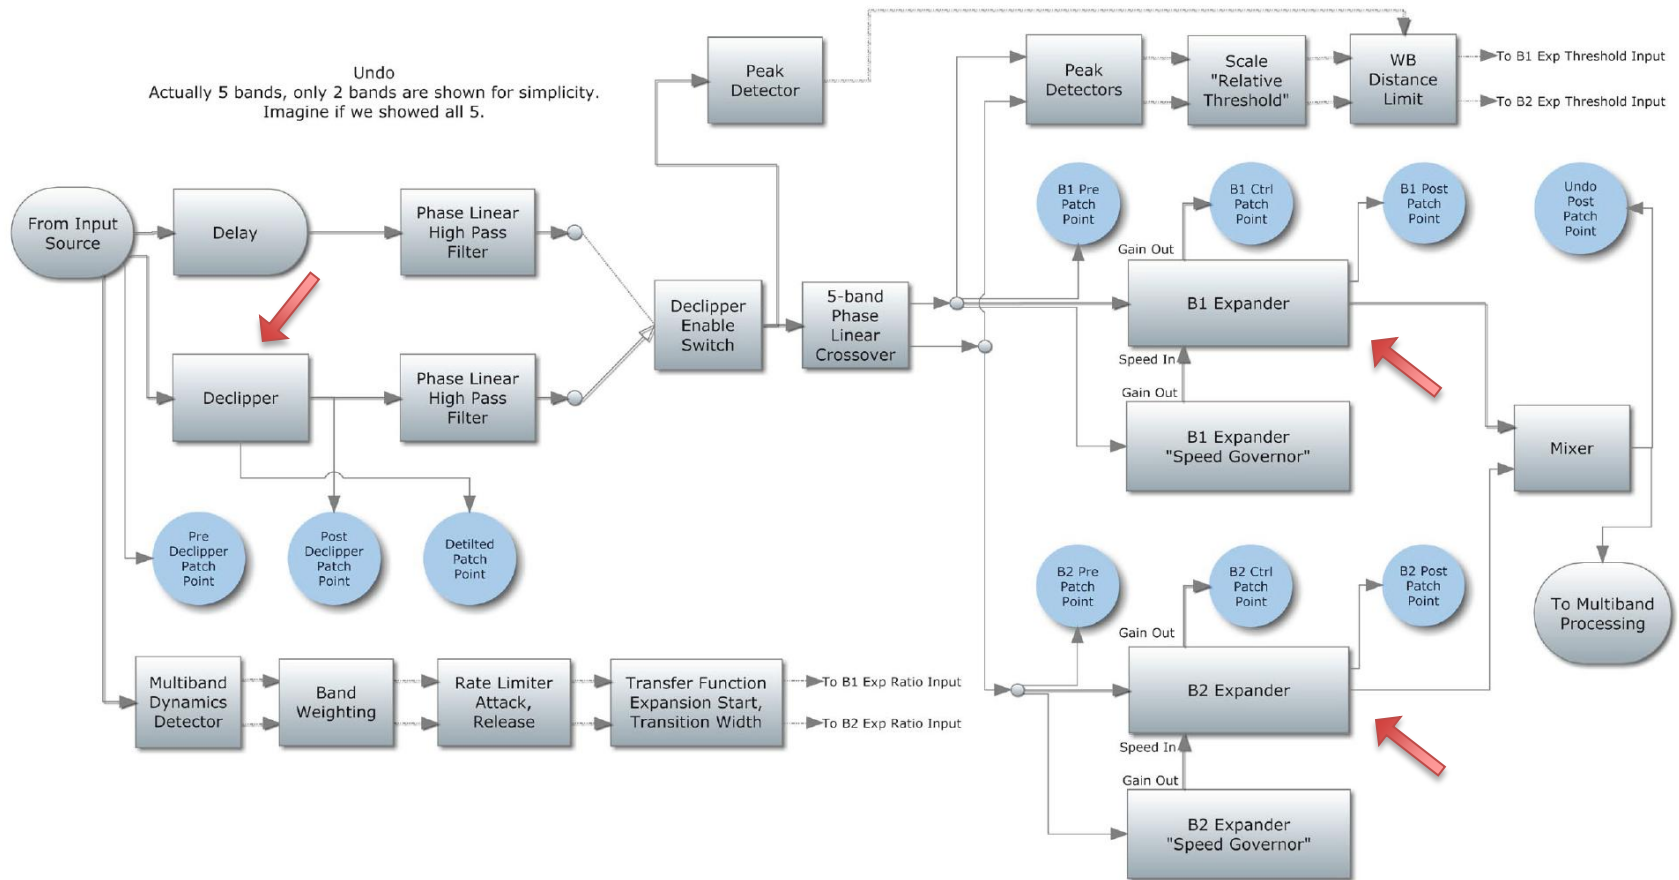 Undo
Actually 5 bands, only 2 bands are shown for simplicity.
Imagine if we showed all 5.
Peak
Detector
Peak
Detectors
Scale
"Relative
Threshold"
WB
Distance
Limit
To B1 Exp Threshold Input
To B2 Exp Threshold Input
From Input
Source
Delay
Phase Linear
High Pass
Filter
Declipper
Phase Linear
High Pass
Filter
Declipper
Enable
Switch
5-band
Phase
Linear
Crossover
B1 Pre
Patch
Point
B1 Ctrl
Patch
Point
B1 Post
Patch
Point
Undo
Post
Patch
Point
Gain Out
B1 Expander
Speed In
Gain Out
B1 Expander
"Speed Governor"
Mixer
Pre
Declipper
Patch
Point
Post
Declipper
Patch
Point
Detilted
Patch
Point
B2 Pre
Patch
Point
B2 Ctrl
Patch
Point
B2 Post
Patch
Point
To Multiband
Processing
Gain Out
B2 Expander
Speed In
Gain Out
B2 Expander
"Speed Governor"
Multiband
Dynamics
Detector
Band
Weighting
Rate Limiter
Attack,
Release
Transfer Function
Expansion Start,
Transition Width
To B1 Exp Ratio Input
To B2 Exp Ratio Input